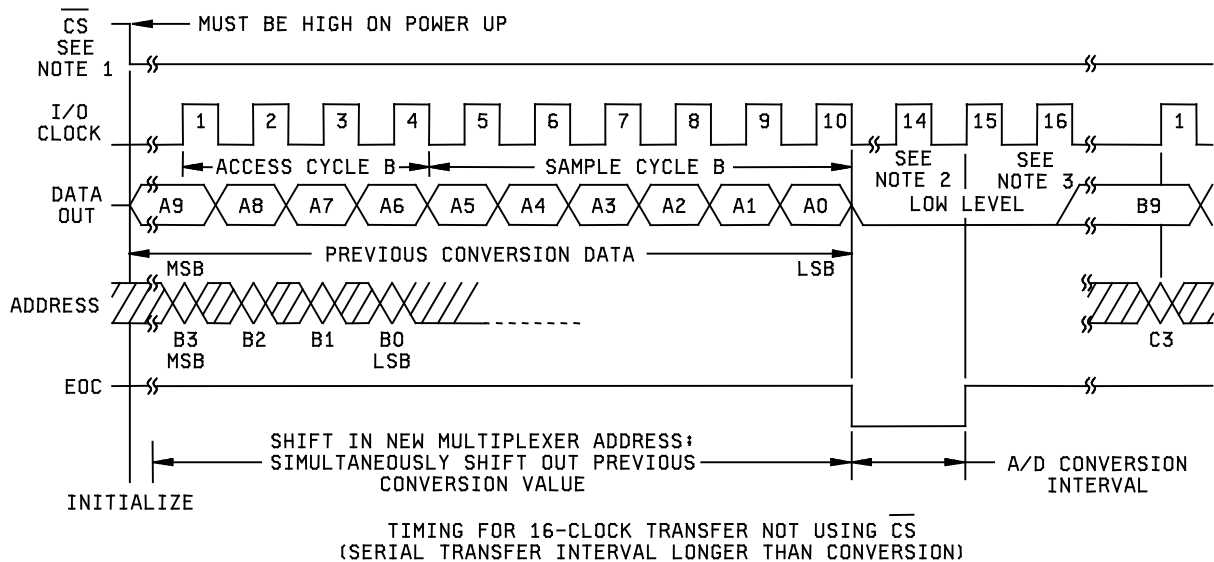 CS
MUST BE HIGH ON POWER UP
SEE
NOTE 1
I/O
CLOCK
1 2 3 4 5 6 7 8 9 10 14 15 16 1
ACCESS CYCLE B
SAMPLE CYCLE B
SEE
NOTE 2
SEE
NOTE 3
DATA
OUT
A9 A8 A7 A6 A5 A4 A3 A2 A1 A0
LOW LEVEL
B9
PREVIOUS CONVERSION DATA
MSB
LSB
ADDRESS
B3 B2 B1 B0
MSB
LSB
C3
EOC
SHIFT IN NEW MULTIPLEXER ADDRESS;
SIMULTANEOUSLY SHIFT OUT PREVIOUS
CONVERSION VALUE
A/D CONVERSION
INTERVAL
INITIALIZE
TIMING FOR 16-CLOCK TRANSFER NOT USING CS
(SERIAL TRANSFER INTERVAL LONGER THAN CONVERSION)